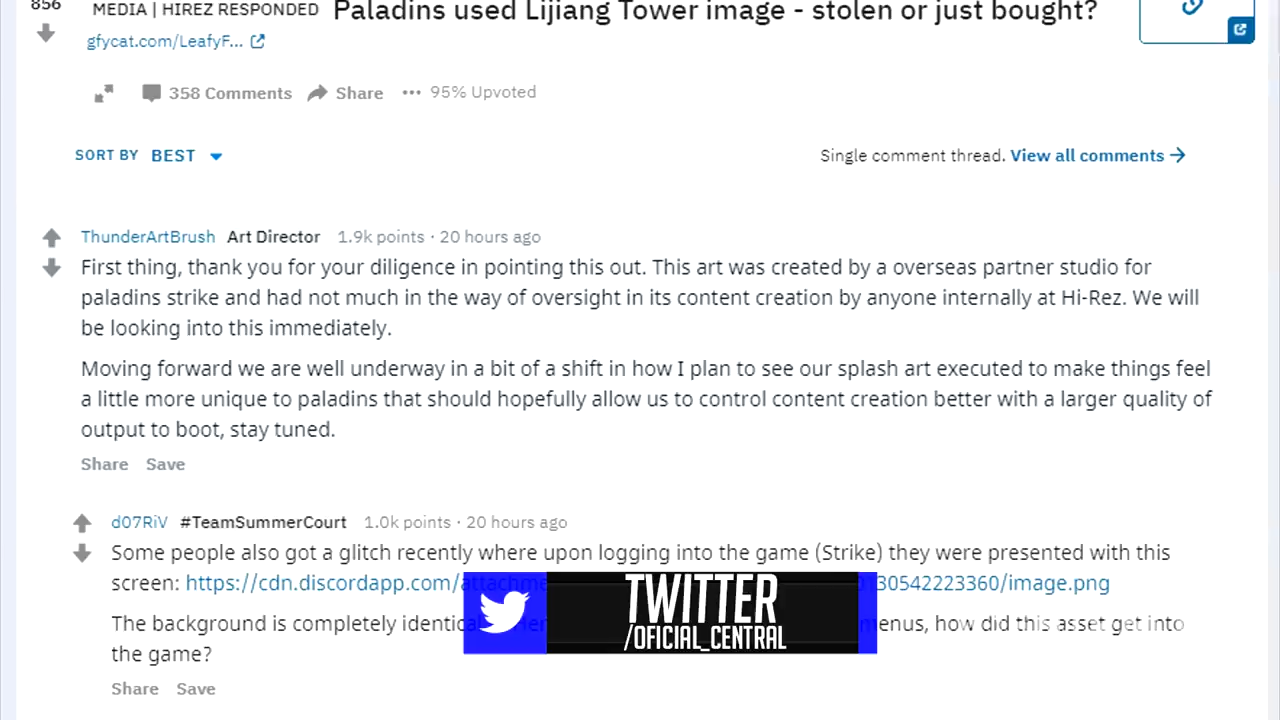 856 MEDIA | HIREZ RESPONDED Paladins used Lijiang Tower image - stolen or just bought?
gfycat.com/LeafyF...
358 Comments Share ••• 95% Upvoted
SORT BY BEST Single comment thread. View all comments →
ThunderArtBrush Art Director 1.9k points · 20 hours ago
First thing, thank you for your diligence in pointing this out. This art was created by a overseas partner studio for
paladins strike and had not much in the way of oversight in its content creation by anyone internally at Hi-Rez. We will
be looking into this immediately.
Moving forward we are well underway in a bit of a shift in how I plan to see our splash art executed to make things feel
a little more unique to paladins that should hopefully allow us to control content creation better with a larger quality of
output to boot, stay tuned.
Share Save
d07RiV #TeamSummerCourt 1.0k points · 20 hours ago
Some people also got a glitch recently where upon logging into the game (Strike) they were presented with this
screen: https://cdn.discordapp.com/attachme 30542223360/image.png
The background is completely identical menus, how did this asset get into
the game?
Share Save
TWITTER
/OFICIAL_CENTRAL